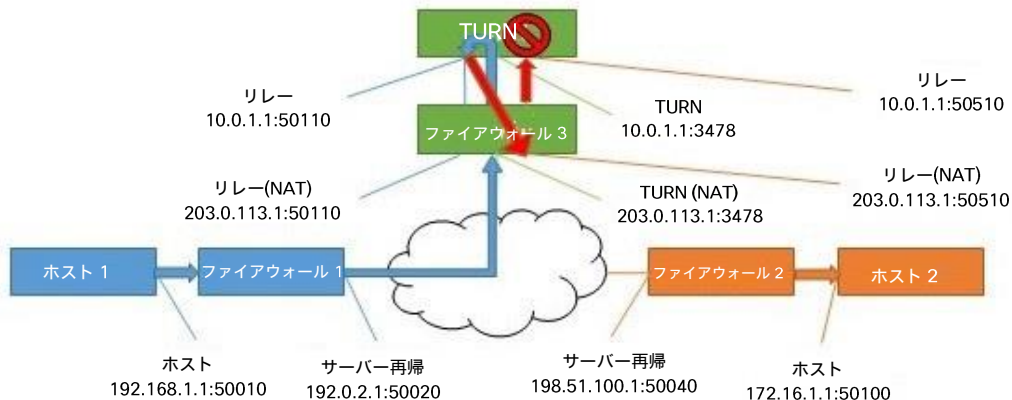 TURN
リレー
10.0.1.1:50110
リレー
10.0.1.1:50510
TURN
10.0.1.1:3478
ファイアウォール 3
リレー(NAT)
203.0.113.1:50110
TURN (NAT)
203.0.113.1:3478
リレー(NAT)
203.0.113.1:50510
ホスト 1
ファイアウォール 1
ファイアウォール 2
ホスト 2
ホスト
192.168.1.1:50010
サーバー再帰
192.0.2.1:50020
サーバー再帰
198.51.100.1:50040
ホスト
172.16.1.1:50100